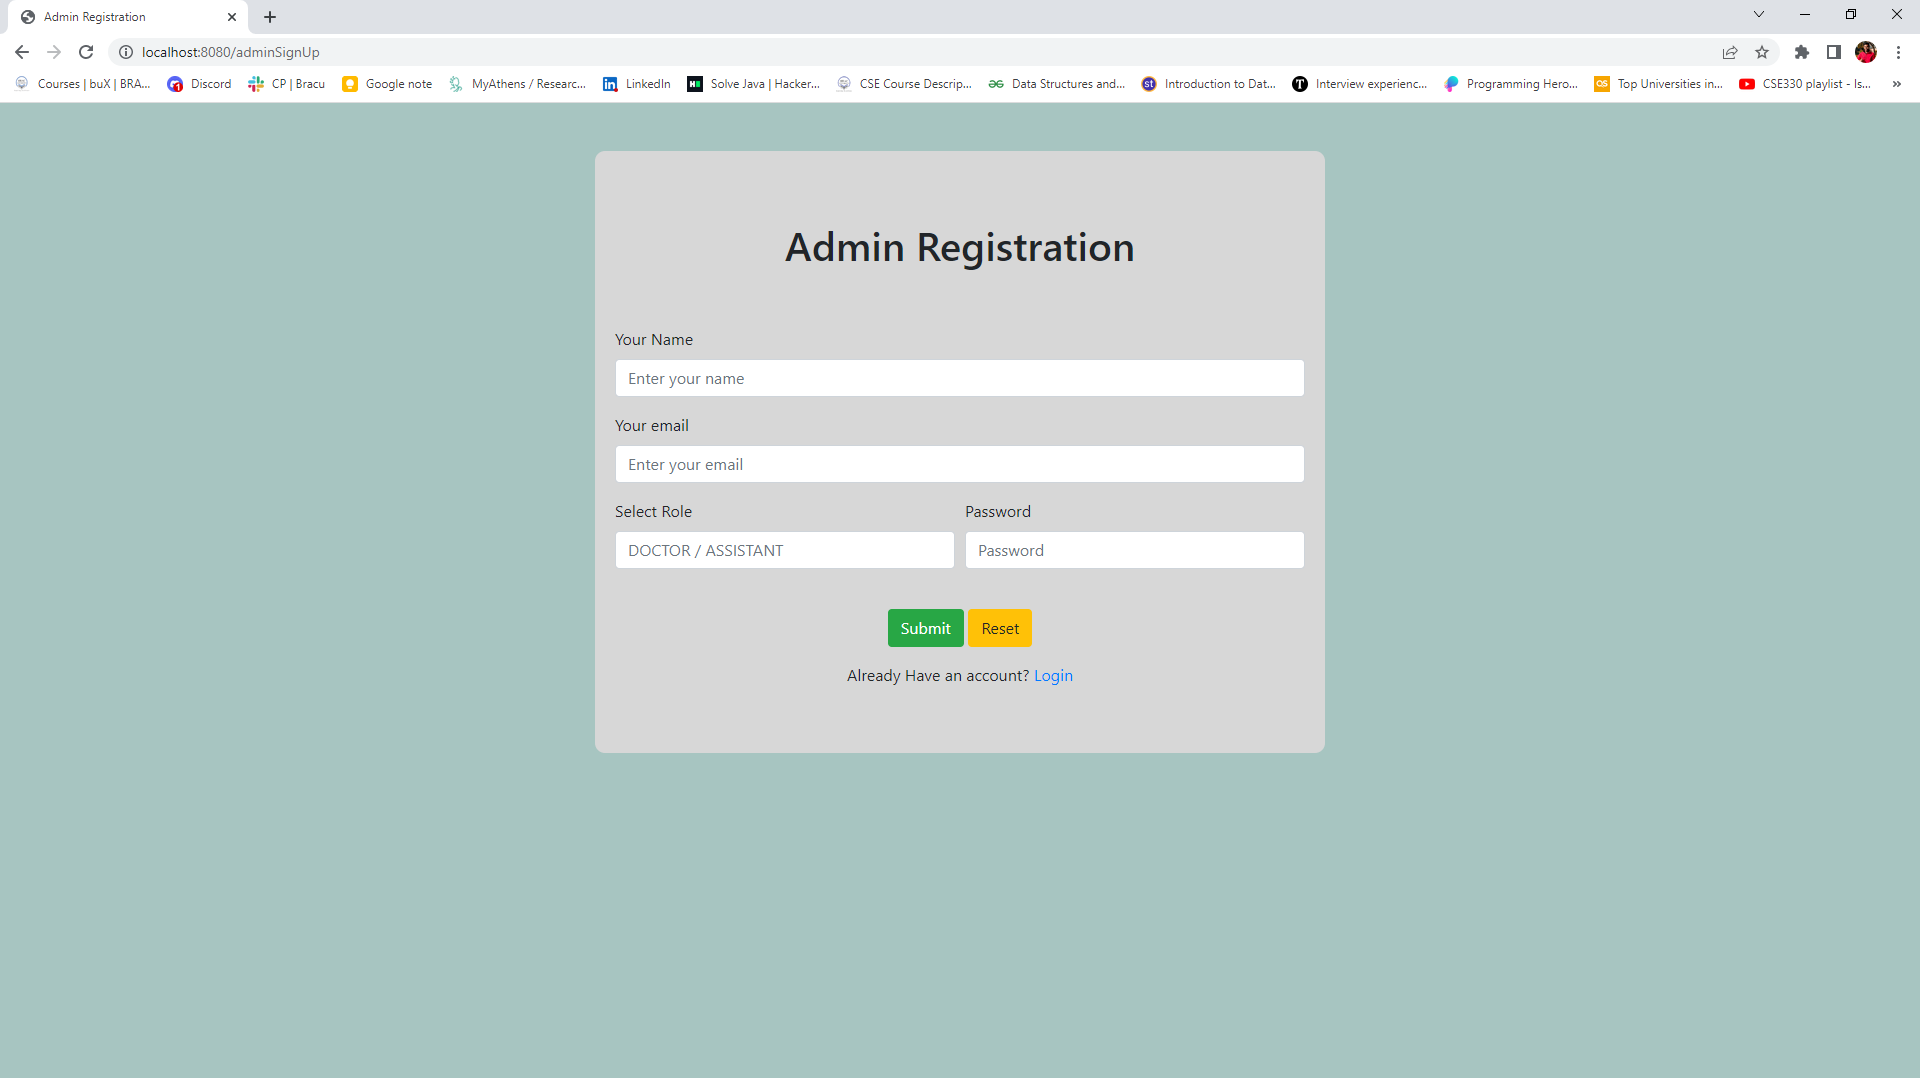 Admin Registration
localhost:8080/adminSignUp
Courses | buX | BRA... Discord CP | Bracu Google note MyAthens / Researc... LinkedIn Solve Java | Hacker... CSE Course Descrip... Data Structures and... Introduction to Dat... Interview experienc... Programming Hero... Top Universities in... CSE330 playlist - Is... »
Admin Registration
Your Name
Enter your name
Your email
Enter your email
Select Role Password
DOCTOR / ASSISTANT Password
Submit Reset
Already Have an account? Login